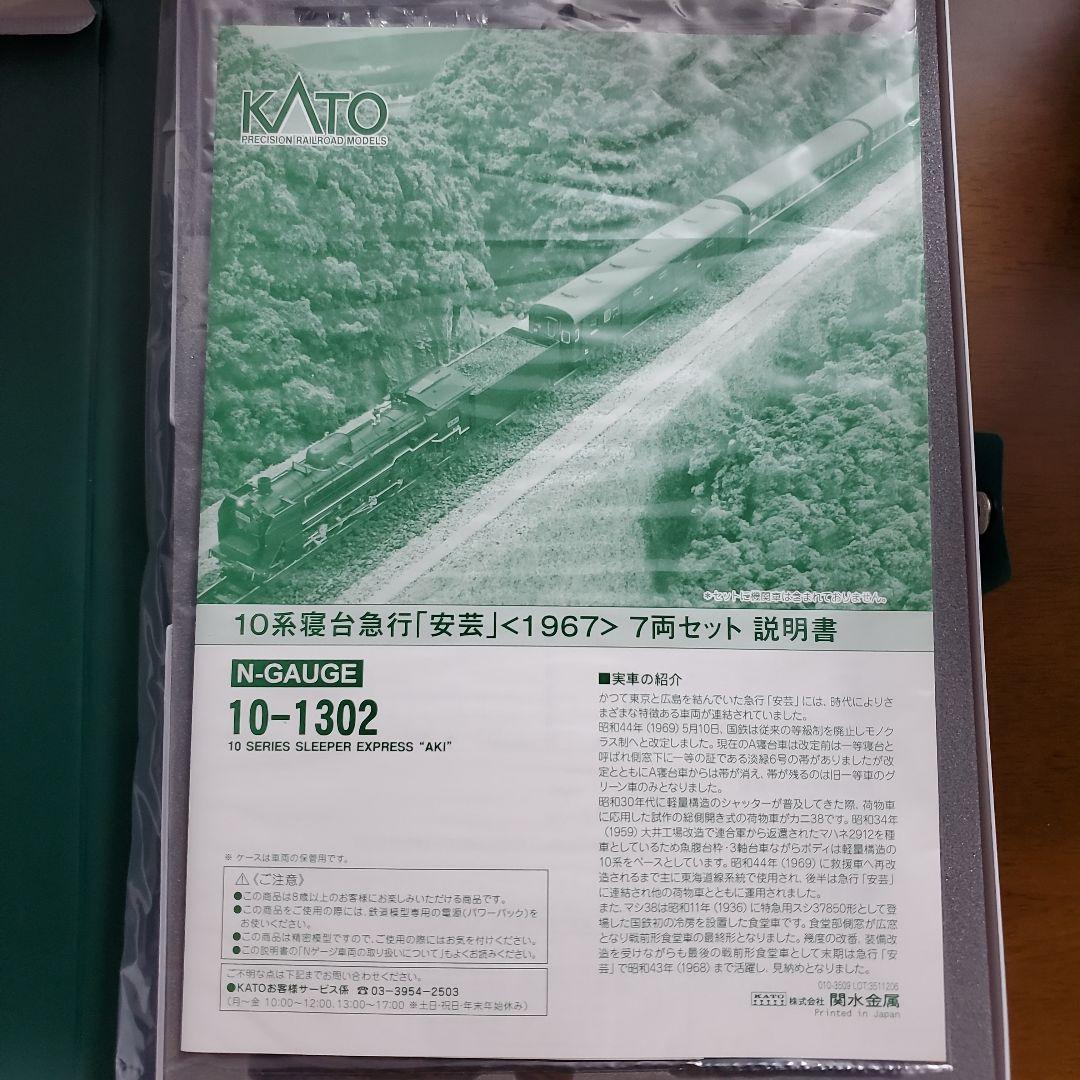 KATO
PRECISION RAILROAD MODELS
*セットに機関車は含まれておりません。
10系寝台急行「安芸」<1967> 7両セット 説明書
N-GAUGE
10-1302
10 SERIES SLEEPER EXPRESS “AKI”
※ ケースは車両の保管用です。
⚠《ご注意》
●この商品は8歳以上のお客様にお楽しみいただける商品です。
●この商品をご使用の際には、鉄道模型専用の電源(パワーパック)を
お使いください。
●この商品は精密模型ですので、ご使用の際にはお気を付けください。
●この説明書の「Nゲージ車両の取り扱いについて」もよくお読みください。
ご不明な点は下記までお問い合わせください。
●KATOお客様サービス係 ☎03-3954-2503
(月〜金 10:00〜12:00、13:00〜17:00 ※土日・祝日・年末年始休み)
■実車の紹介
かつて東京と広島を結んでいた急行「安芸」には、時代によりさ
まざまな特徴ある車両が連結されていました。
昭和44年(1969)5月10日、国鉄は従来の等級制を廃止しモノク
ラス制へと改定しました。現在のA寝台車は改定前は一等寝台と
呼ばれ側窓下に一等の証である淡緑6号の帯がありましたが改
定とともにA寝台車からは帯が消え、帯が残るのは旧一等車のグ
リーン車のみとなりました。
昭和30年代に軽量構造のシャッターが普及してきた際、荷物車
に応用した試作の総側開き式の荷物車がカニ38です。昭和34年
(1959)大井工場改造で連合軍から返還されたマハネ2912を種
車としているため魚腹台枠・3軸台車ながらボディは軽量構造の
10系をベースとしています。昭和44年(1969)に救援車へ再改
造されるまで主に東海道線系統で使用され、後半は急行「安芸」
に連結され他の荷物車とともに運用されました。
また、マシ38は昭和11年(1936)に特急用スシ37850形として登
場した国鉄初の冷房を設置した食堂車です。食堂部側窓が広窓
となり戦前形食堂車の最終形となりました。幾度の改番、装備改
造を受けながらも最後の戦前形食堂車として末期は急行「安
芸」で昭和43年(1968)まで活躍し、見納めとなりました。
010-3509 LOT:3511206
KATO 株式会社 関水金属
Printed in Japan